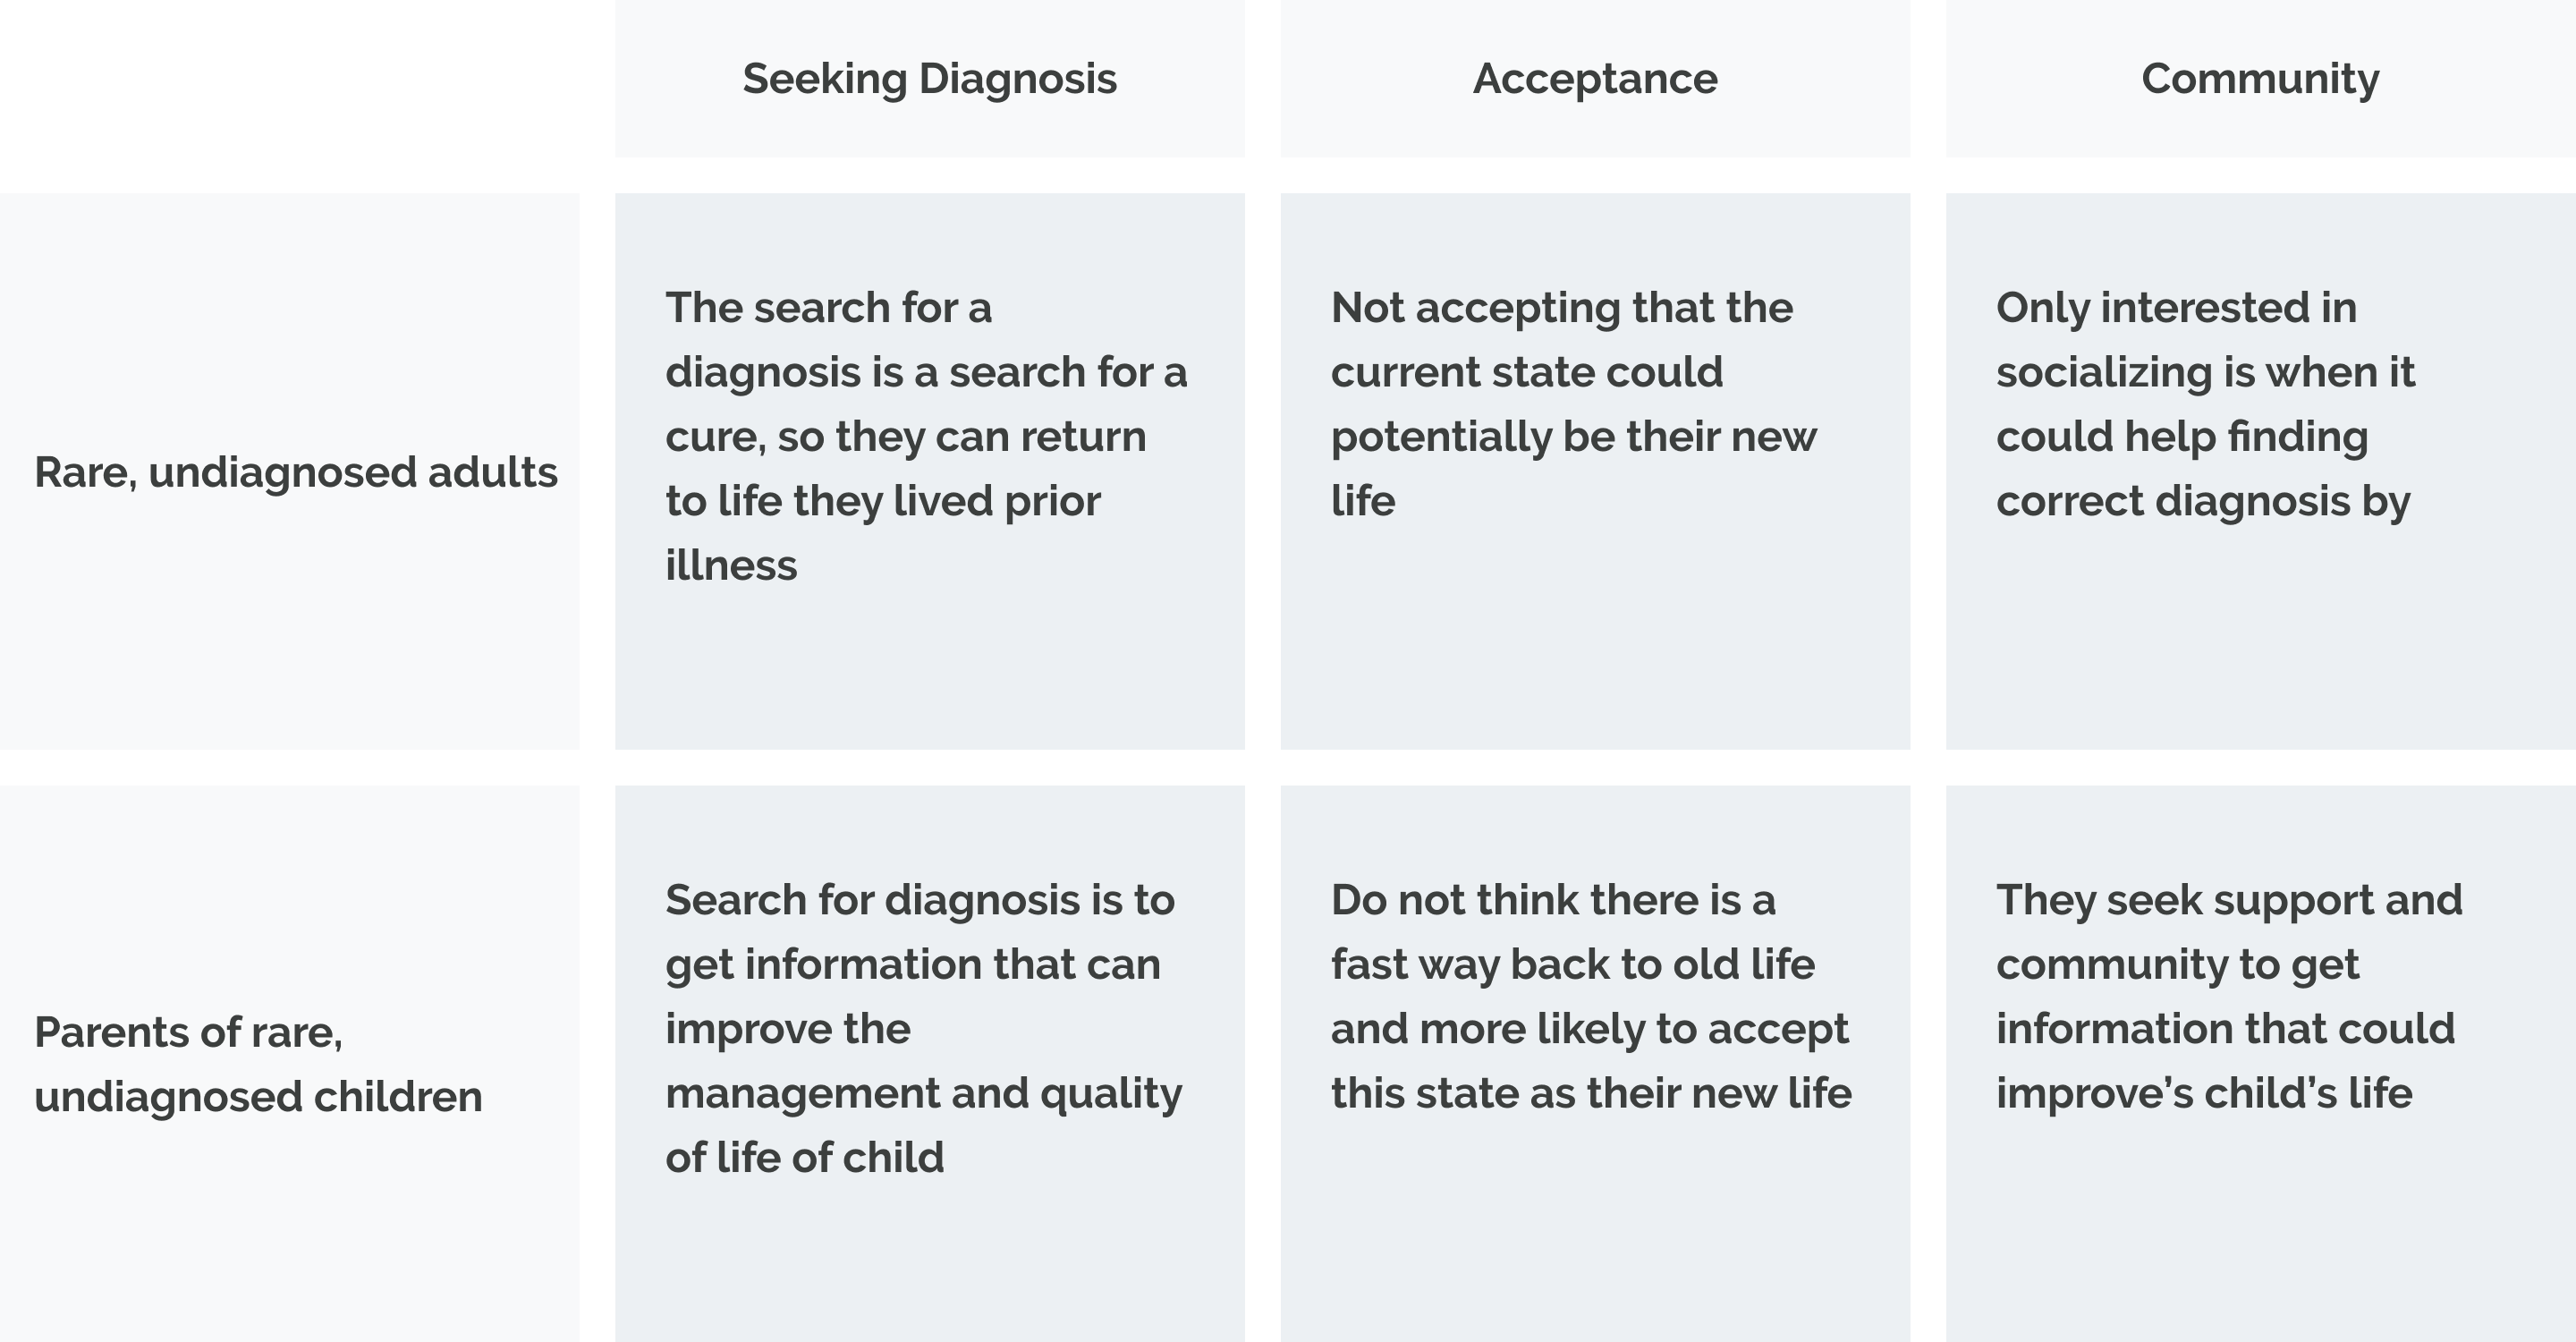 Seeking Diagnosis
Acceptance
Community
Rare, undiagnosed adults
The search for a
diagnosis is a search for a
cure, so they can return
to life they lived prior
illness
Not accepting that the
current state could
potentially be their new
life
Only interested in
socializing is when it
could help finding
correct diagnosis by
Parents of rare,
undiagnosed children
Search for diagnosis is to
get information that can
improve the
management and quality
of life of child
Do not think there is a
fast way back to old life
and more likely to accept
this state as their new life
They seek support and
community to get
information that could
improve’s child’s life